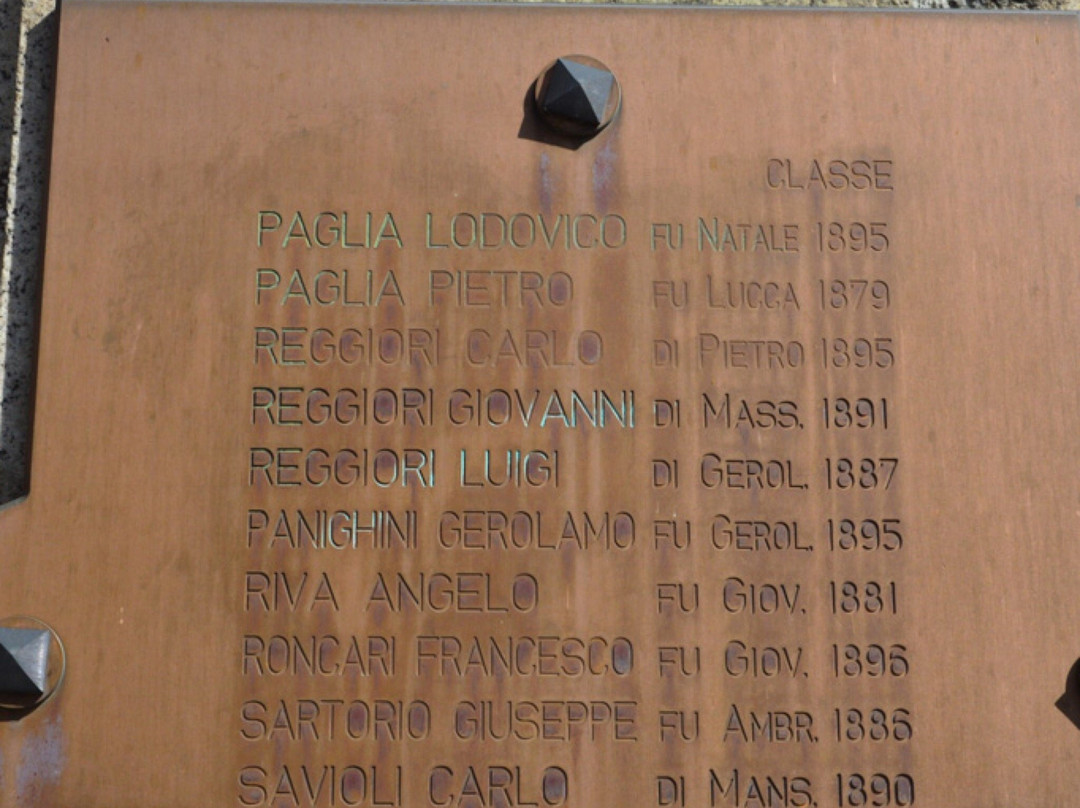 CLASSE
PAGLIA LODOVICO FU NATALE 1895
PAGLIA PIETRO FU LUCCA 1879
REGGIORI CARLO DI PIETRO 1895
REGGIORI GIOVANNI DI MASS. 1891
REGGIORI LUIGI DI GEROL. 1887
PANIGHINI GEROLAMO FU GEROL. 1895
RIVA ANGELO FU GIOV. 1881
RONCARI FRANCESCO FU GIOV. 1896
SARTORIO GIUSEPPE FU AMBR. 1886
SAVIOLI CARLO DI MANS. 1890